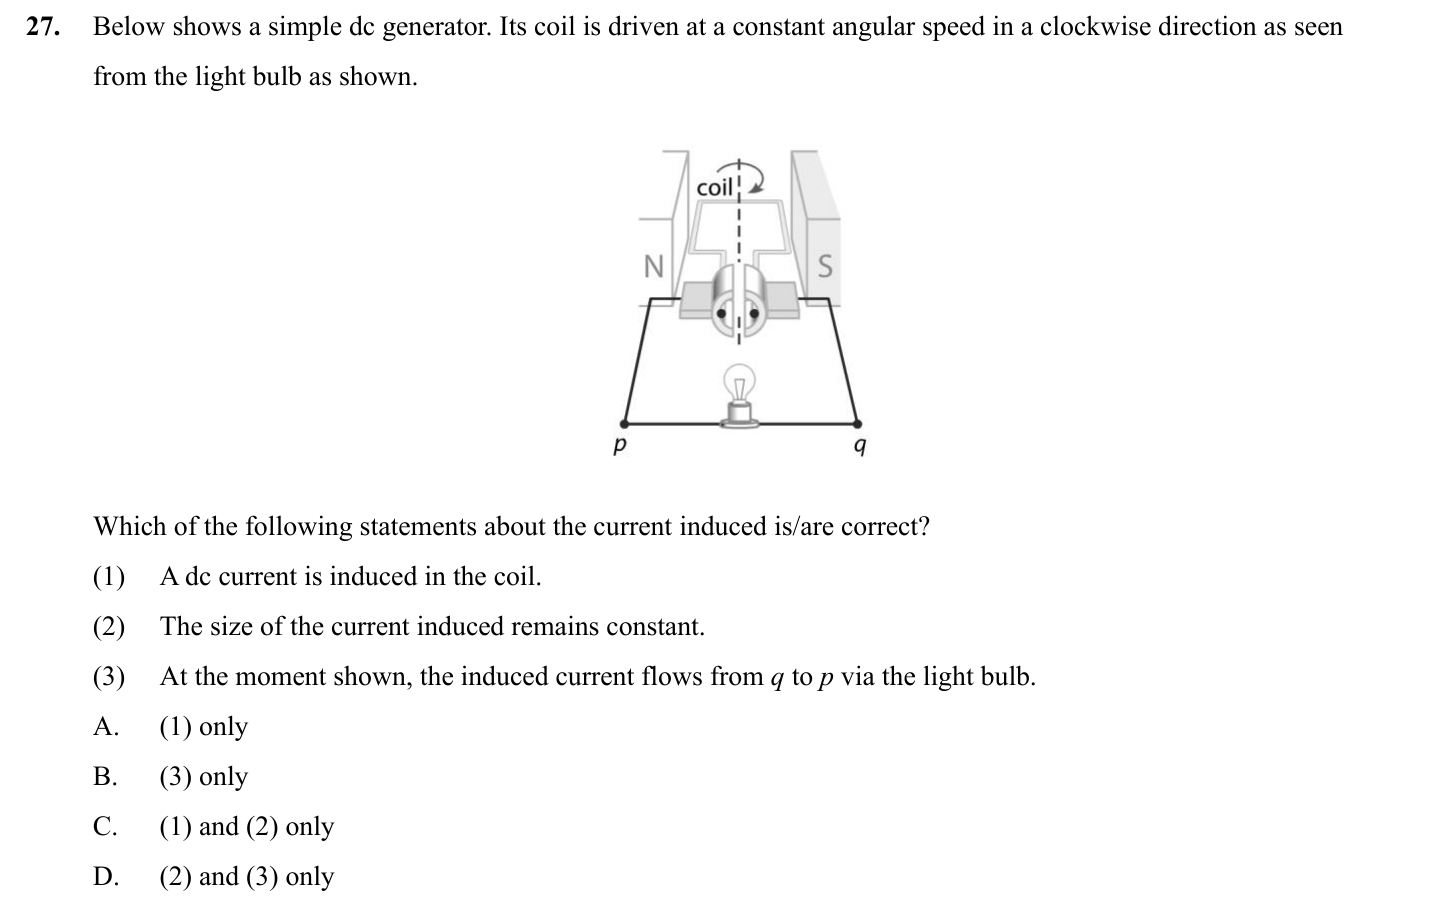 27. Below shows a simple dc generator. Its coil is driven at a constant angular speed in a clockwise direction as seen
from the light bulb as shown.
coil
N
S
p
q
Which of the following statements about the current induced is/are correct?
(1) A dc current is induced in the coil.
(2) The size of the current induced remains constant.
(3) At the moment shown, the induced current flows from q to p via the light bulb.
A. (1) only
B. (3) only
C. (1) and (2) only
D. (2) and (3) only